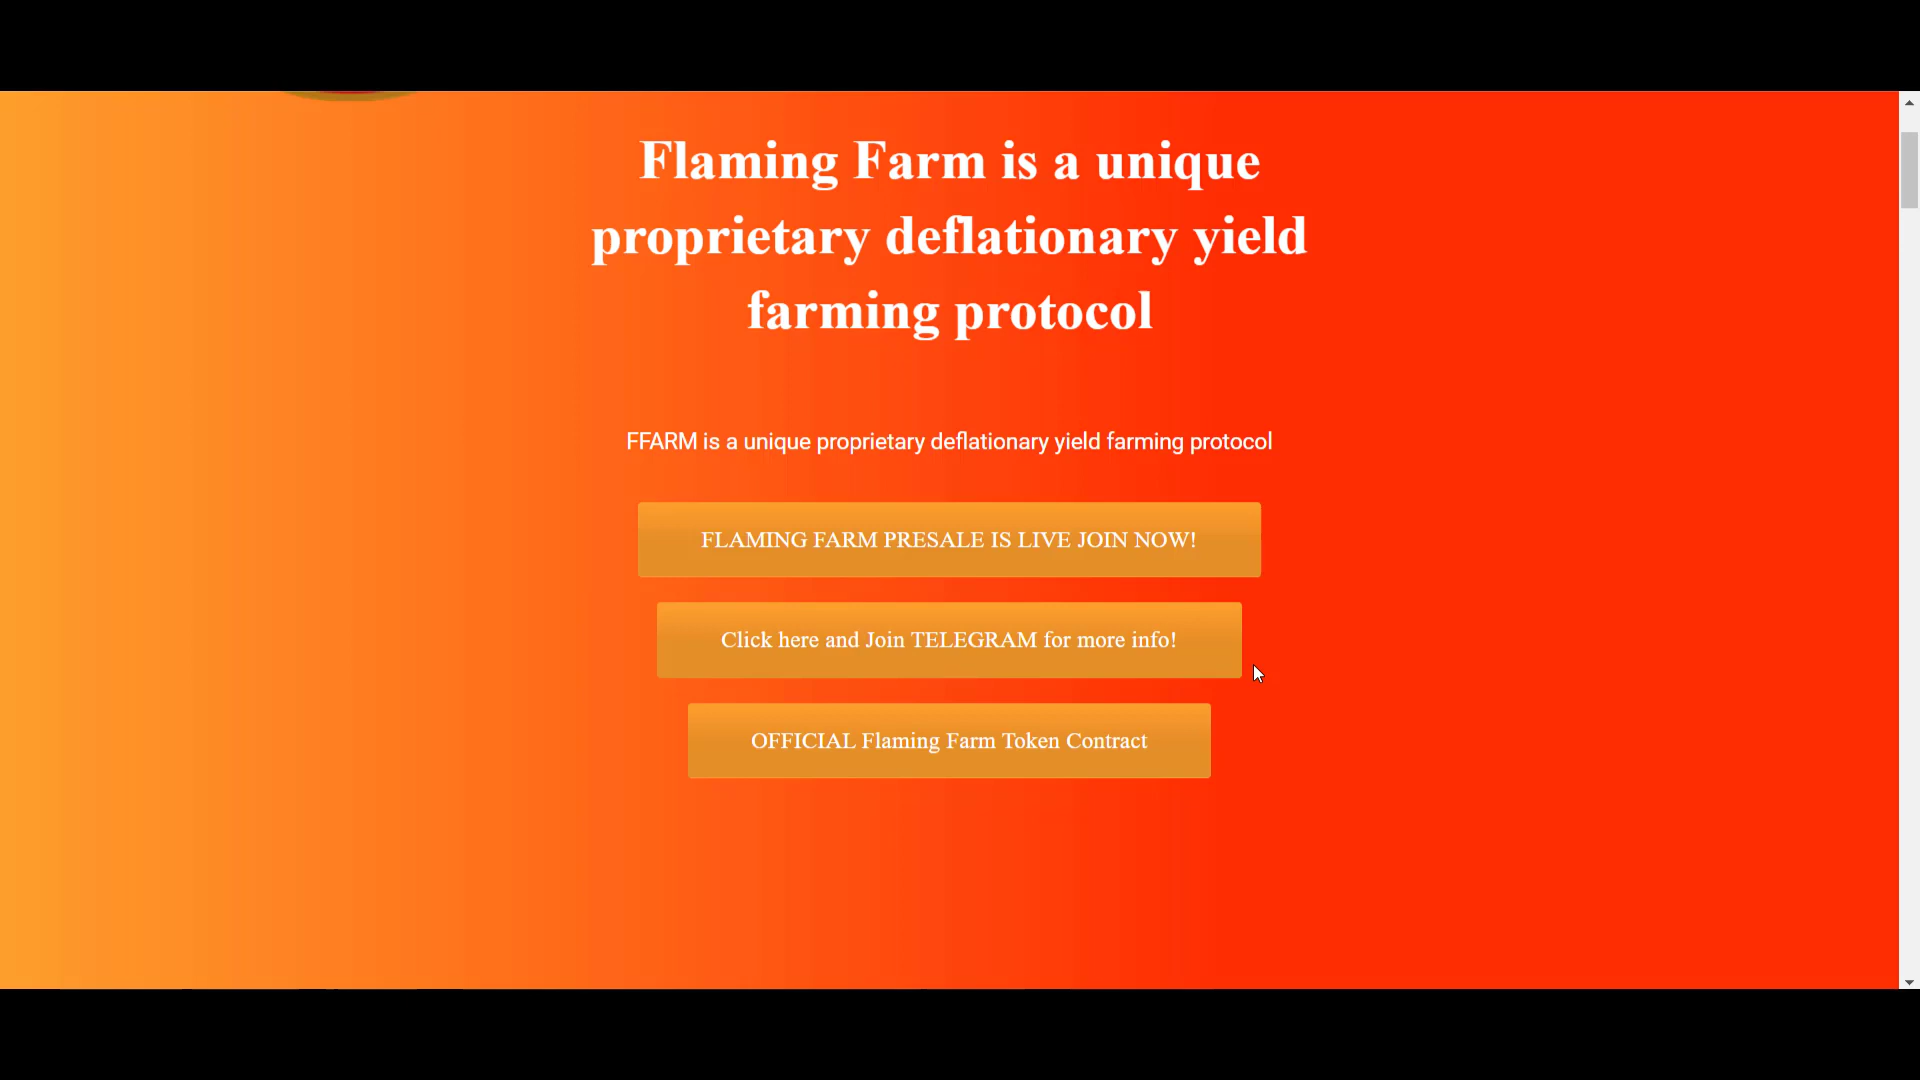 Flaming Farm is a unique
proprietary deflationary yield
farming protocol
FFARM is a unique proprietary deflationary yield farming protocol
FLAMING FARM PRESALE IS LIVE JOIN NOW!
Click here and Join TELEGRAM for more info!
OFFICIAL Flaming Farm Token Contract